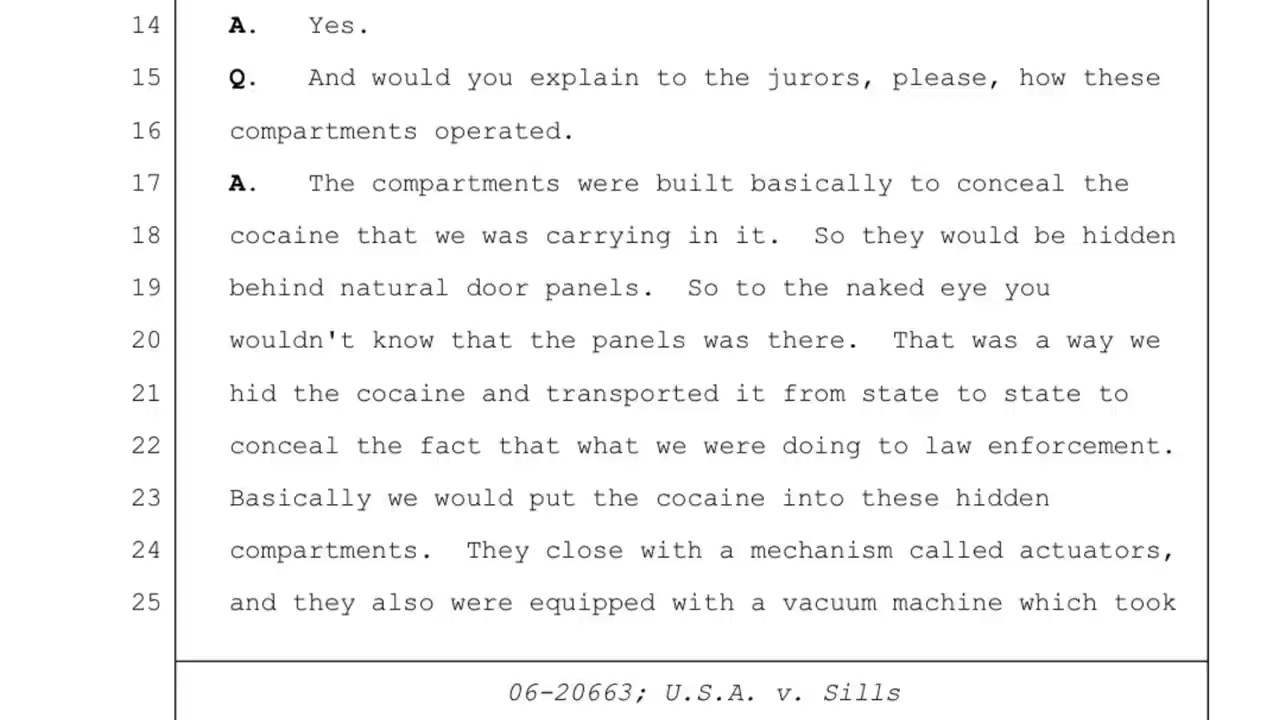 14 A. Yes.
15 Q. And would you explain to the jurors, please, how these
16 compartments operated.
17 A. The compartments were built basically to conceal the
18 cocaine that we was carrying in it. So they would be hidden
19 behind natural door panels. So to the naked eye you
20 wouldn't know that the panels was there. That was a way we
21 hid the cocaine and transported it from state to state to
22 conceal the fact that what we were doing to law enforcement.
23 Basically we would put the cocaine into these hidden
24 compartments. They close with a mechanism called actuators,
25 and they also were equipped with a vacuum machine which took
06-20663; U.S.A. v. Sills